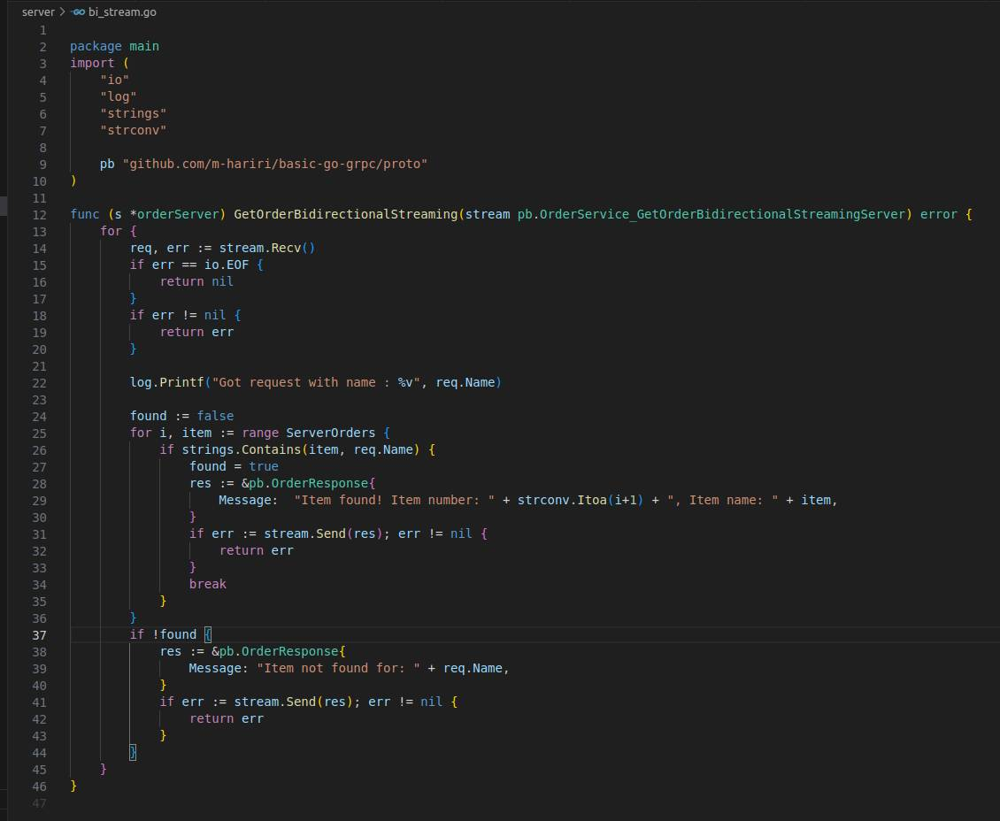 server > bi_stream.go
1
2 package main
3 import (
4     "io"
5     "log"
6     "strings"
7     "strconv"
8
9     pb "github.com/m-hariri/basic-go-grpc/proto"
10 )
11
12 func (s *orderServer) GetOrderBidirectionalStreaming(stream pb.OrderService_GetOrderBidirectionalStreamingServer) error {
13     for {
14         req, err := stream.Recv()
15         if err == io.EOF {
16             return nil
17         }
18         if err != nil {
19             return err
20         }
21
22         log.Printf("Got request with name : %v", req.Name)
23
24         found := false
25         for i, item := range ServerOrders {
26             if strings.Contains(item, req.Name) {
27                 found = true
28                 res := &pb.OrderResponse{
29                     Message:  "Item found! Item number: " + strconv.Itoa(i+1) + ", Item name: " + item,
30                 }
31                 if err := stream.Send(res); err != nil {
32                     return err
33                 }
34                 break
35             }
36         }
37         if !found {
38             res := &pb.OrderResponse{
39                 Message: "Item not found for: " + req.Name,
40             }
41             if err := stream.Send(res); err != nil {
42                 return err
43             }
44         }
45     }
46 }
47